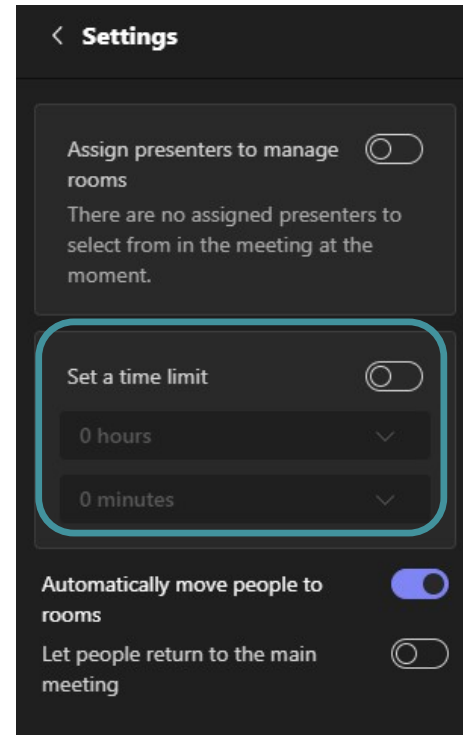 Settings
Assign presenters to manage
rooms
There are no assigned presenters to
select from in the meeting at the
moment.
Set a time limit
0 hours
0 minutes
Automatically move people to
rooms
Let people return to the main
meeting